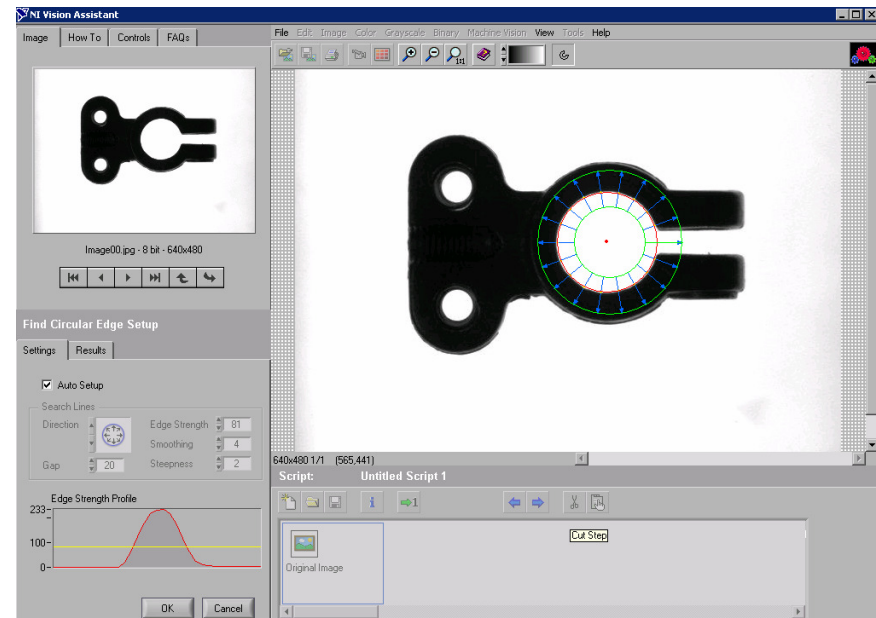 NI Vision Assistant
Image How To Controls FAQs
File Edit Image Color Grayscale Binary Machine Vision View Tools Help
1:1
Image00.jpg - 8 bit - 640x480
Find Circular Edge Setup
Settings Results
Auto Setup
Search Lines
Direction Edge Strength 81
Smoothing 4
Gap 20 Steepness 2
Edge Strength Profile
233
100
0
OK Cancel
640x480 1/1 (565,441)
Script: Untitled Script 1
1
Cut Step
Original Image